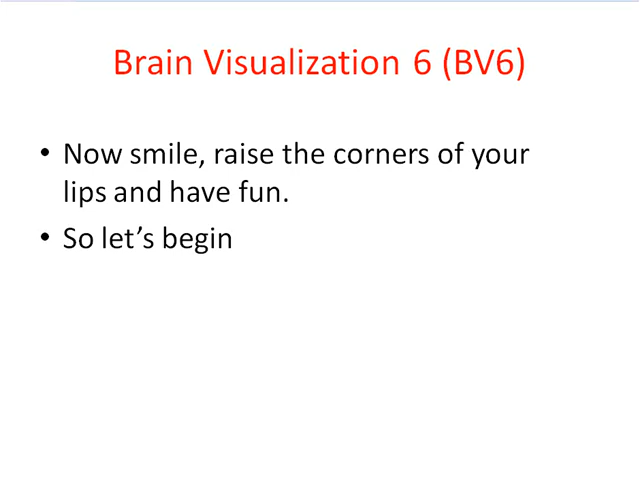 Brain Visualization 6 (BV6)
• Now smile, raise the corners of your
lips and have fun.
• So let’s begin